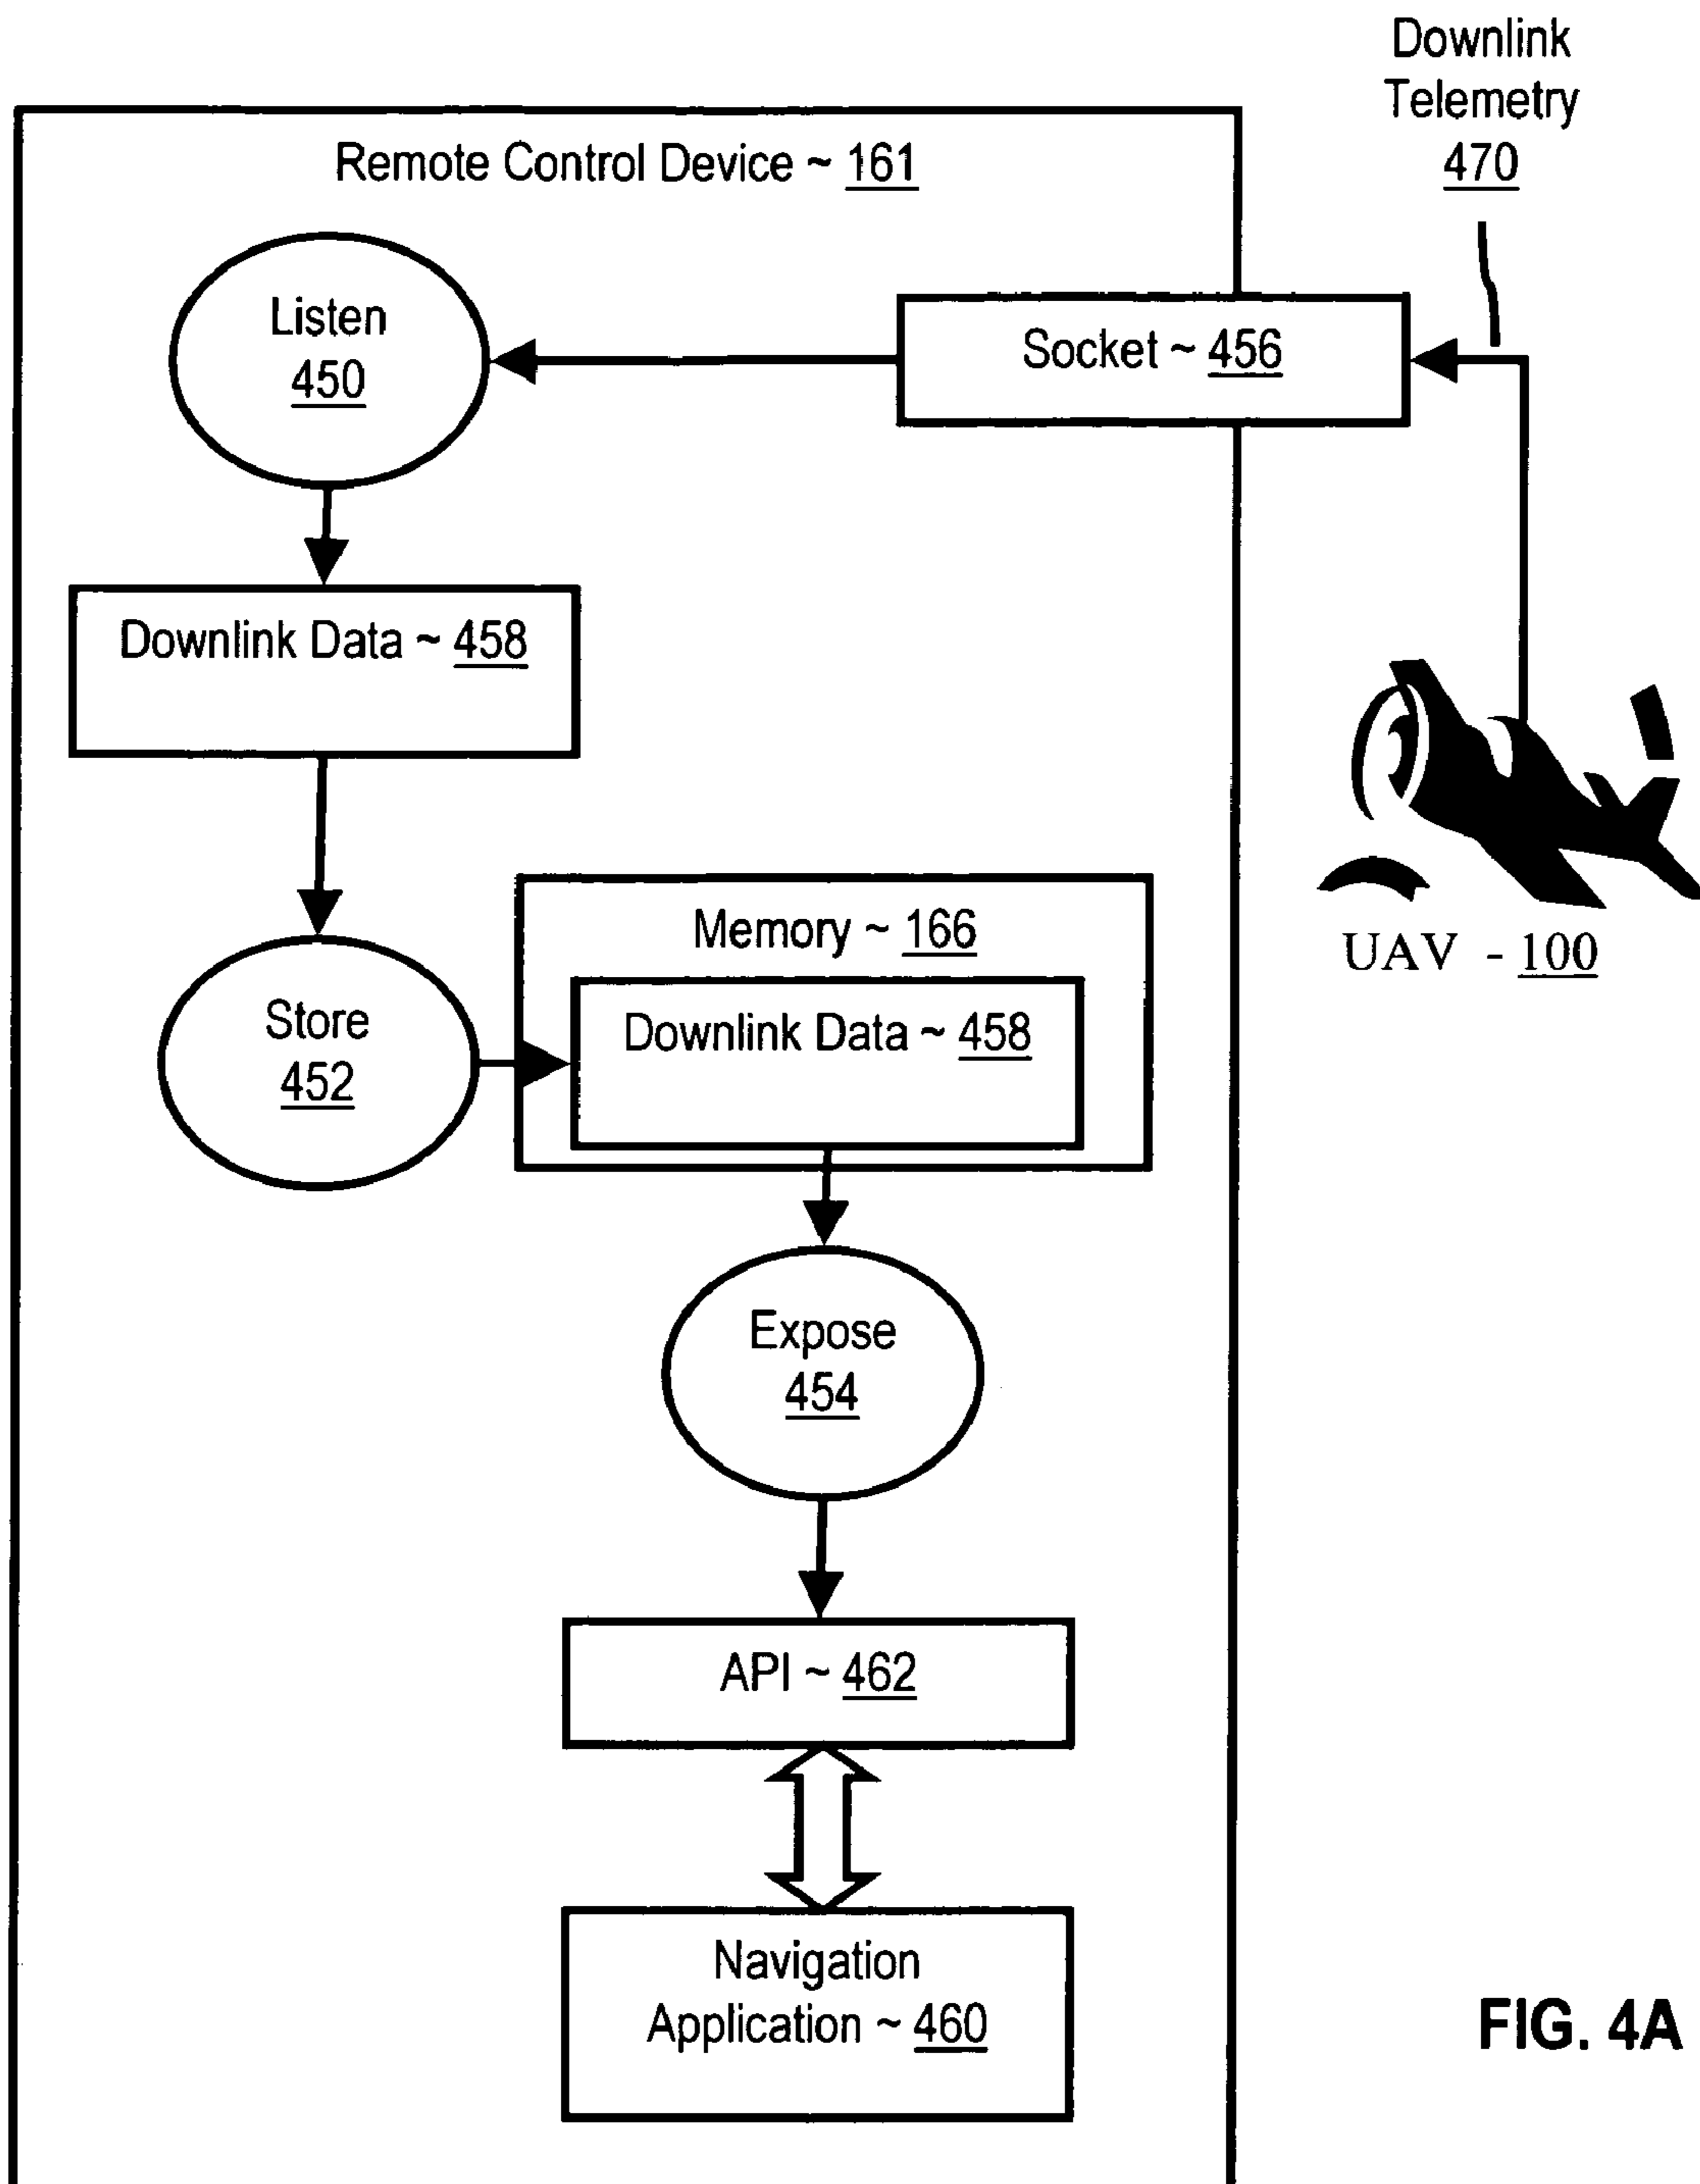 Downlink
Telemetry
470
Remote Control Device ~ 161
Listen
450
Socket ~ 456
Downlink Data ~ 458
Memory ~ 166
UAV - 100
Store
452
Downlink Data ~ 458
Expose
454
API ~ 462
Navigation
Application ~ 460
FIG. 4A